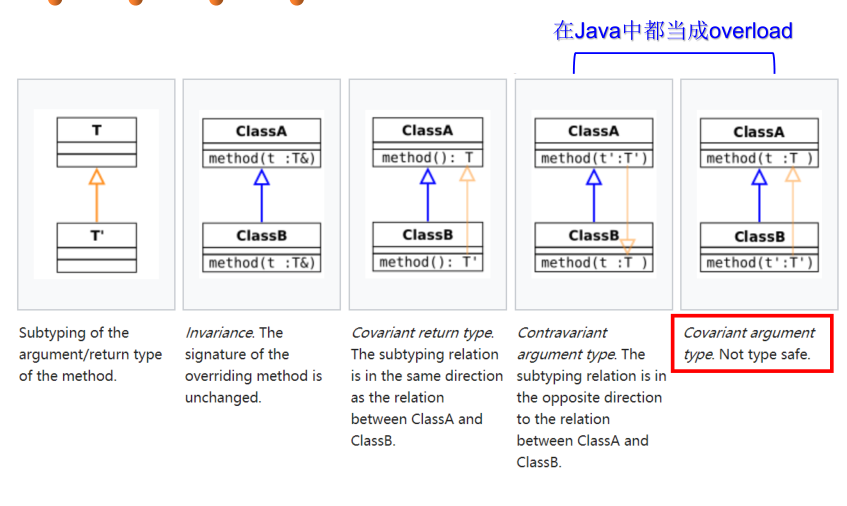 在Java中都当成overload
T
T'
ClassA
method(t :T&)
ClassB
method(t :T&)
ClassA
method(): T
ClassB
method(): T'
ClassA
method(t':T')
ClassB
method(t :T )
ClassA
method(t :T )
ClassB
method(t':T')
Subtyping of the
argument/return type
of the method.
Invariance. The
signature of the
overriding method is
unchanged.
Covariant return type.
The subtyping relation
is in the same direction
as the relation
between ClassA and
ClassB.
Contravariant
argument type. The
subtyping relation is in
the opposite direction
to the relation
between ClassA and
ClassB.
Covariant argument
type. Not type safe.